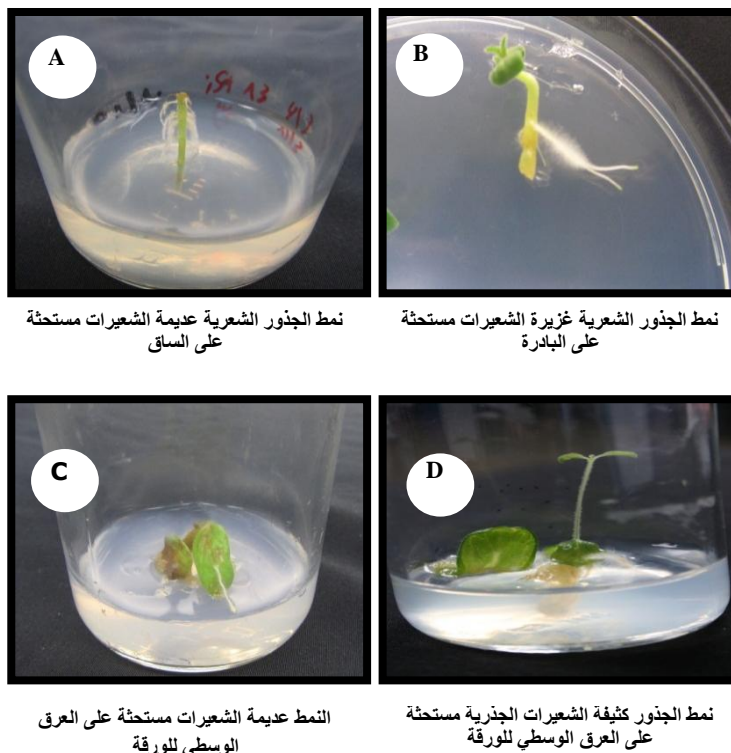 A
B
نمط الجذور الشعرية عديمة الشعيرات مستحثة
على الساق
نمط الجذور الشعرية غزيرة الشعيرات مستحثة
على البادرة
C
D
النمط عديمة الشعيرات مستحثة على العرق
الوسطي للورقة
نمط الجذور كثيفة الشعيرات الجذرية مستحثة
على العرق الوسطي للورقة